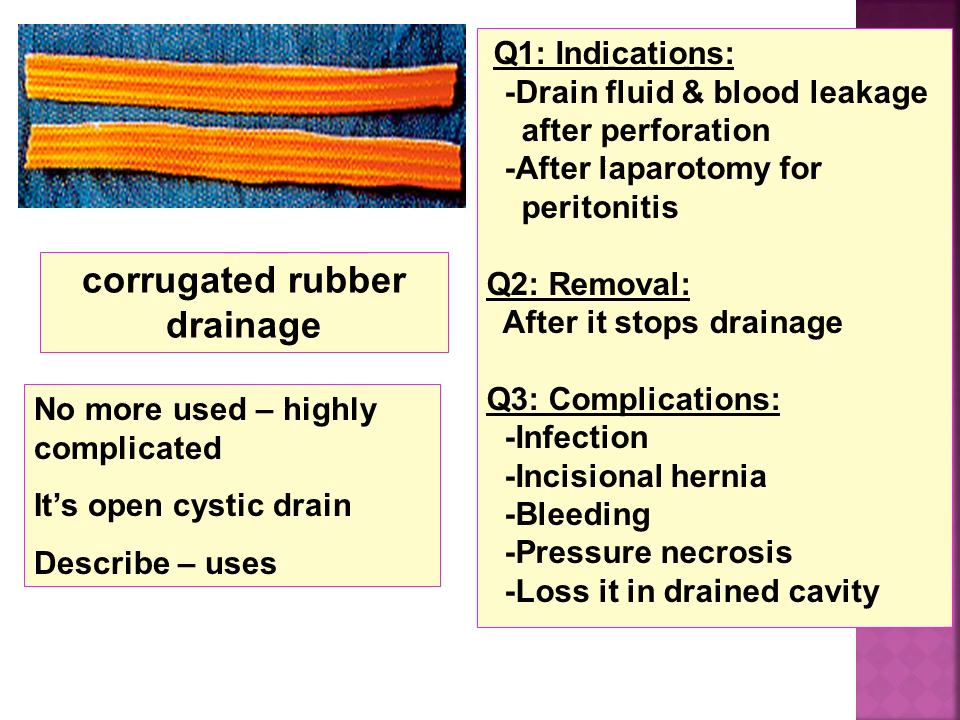 corrugated rubber
drainage
No more used – highly
complicated
It’s open cystic drain
Describe – uses
Q1: Indications:
-Drain fluid & blood leakage
after perforation
-After laparotomy for
peritonitis
Q2: Removal:
After it stops drainage
Q3: Complications:
-Infection
-Incisional hernia
-Bleeding
-Pressure necrosis
-Loss it in drained cavity